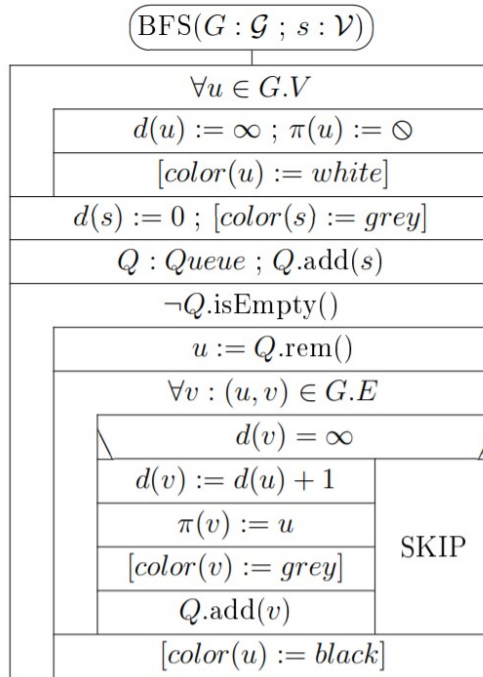 BFS(G : 𝒢 ; s : 𝒱)
∀u ∈ G.V
d(u) := ∞ ; π(u) := ⦸
[color(u) := white]
d(s) := 0 ; [color(s) := grey]
Q : Queue ; Q.add(s)
¬Q.isEmpty()
u := Q.rem()
∀v : (u, v) ∈ G.E
d(v) = ∞
d(v) := d(u) + 1
π(v) := u
SKIP
[color(v) := grey]
Q.add(v)
[color(u) := black]